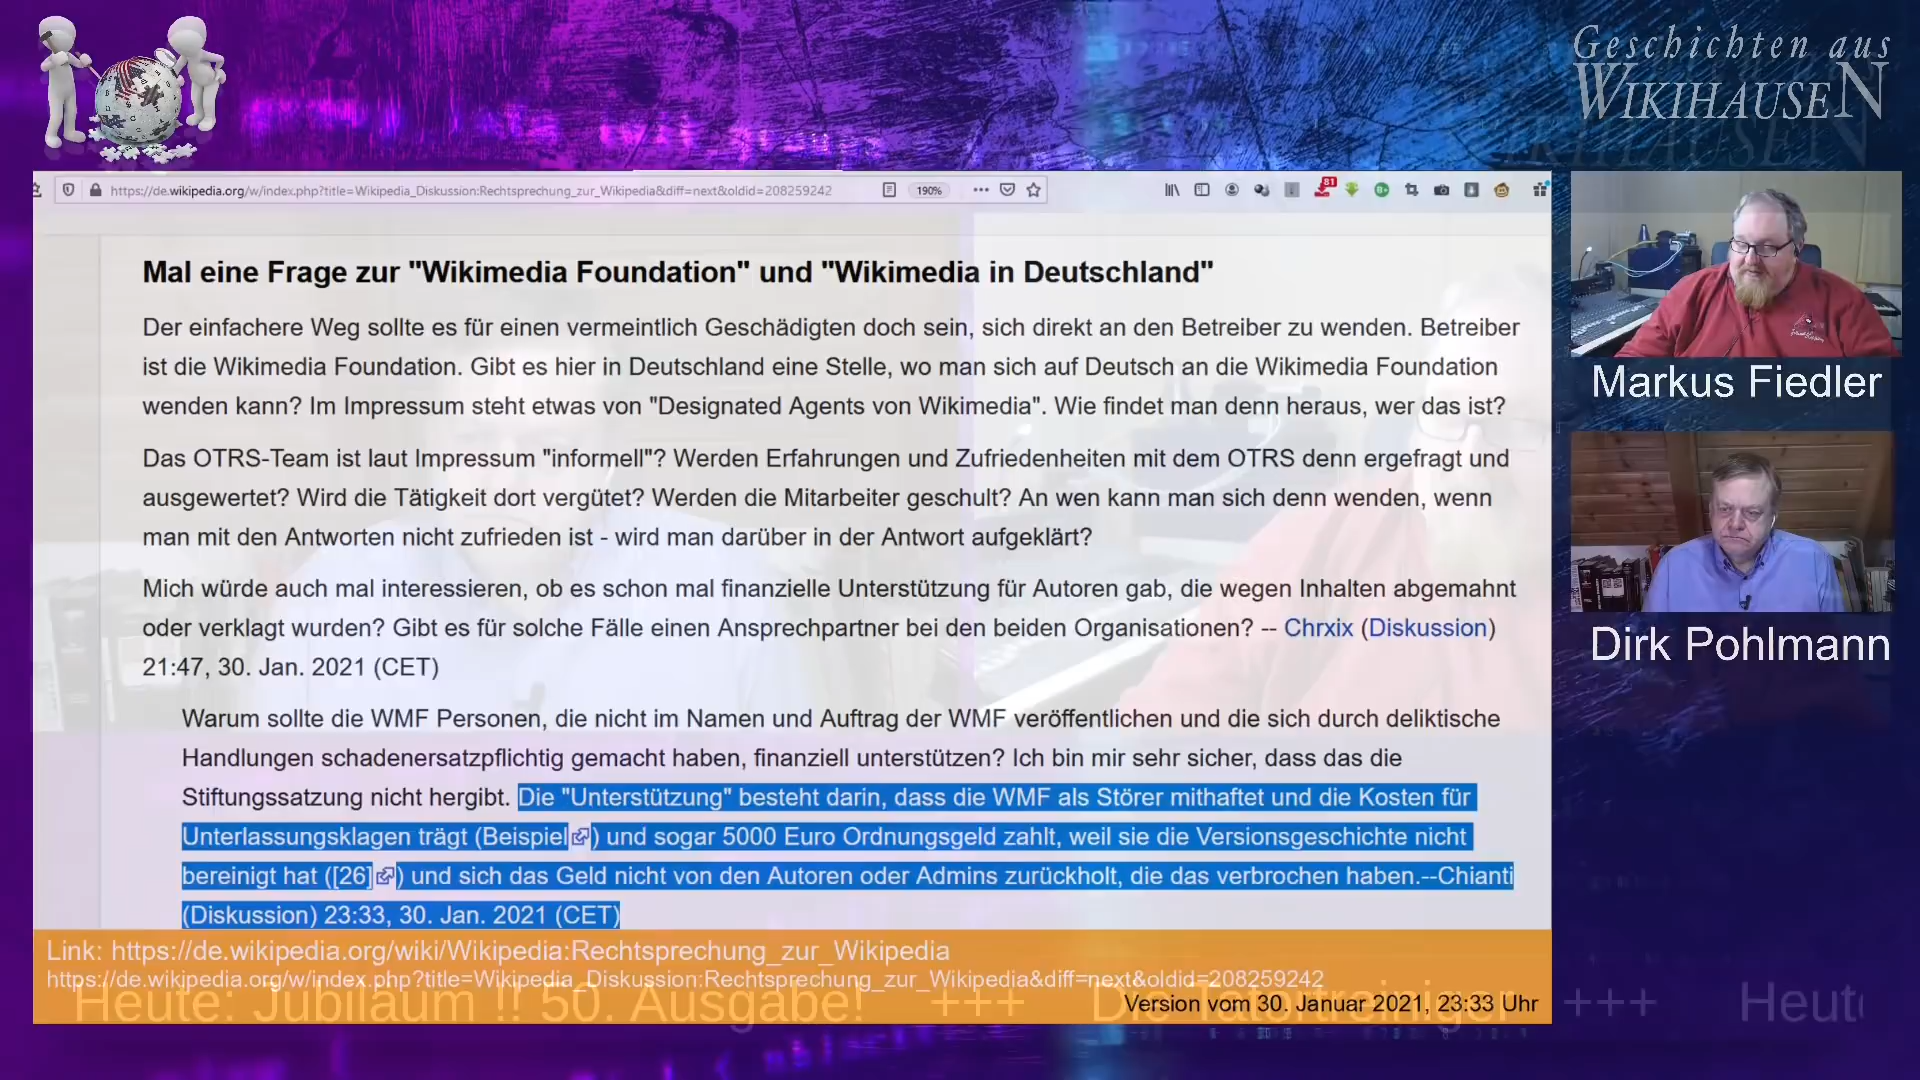 Geschichten aus
WIKIHAUSEN
https://de.wikipedia.org/w/index.php?title=Wikipedia_Diskussion:Rechtsprechung_zur_Wikipedia&diff=next&oldid=208259242
190%
81
Mal eine Frage zur "Wikimedia Foundation" und "Wikimedia in Deutschland"
Der einfachere Weg sollte es für einen vermeintlich Geschädigten doch sein, sich direkt an den Betreiber zu wenden. Betreiber
ist die Wikimedia Foundation. Gibt es hier in Deutschland eine Stelle, wo man sich auf Deutsch an die Wikimedia Foundation
wenden kann? Im Impressum steht etwas von "Designated Agents von Wikimedia". Wie findet man denn heraus, wer das ist?
Das OTRS-Team ist laut Impressum "informell"? Werden Erfahrungen und Zufriedenheiten mit dem OTRS denn ergefragt und
ausgewertet? Wird die Tätigkeit dort vergütet? Werden die Mitarbeiter geschult? An wen kann man sich denn wenden, wenn
man mit den Antworten nicht zufrieden ist - wird man darüber in der Antwort aufgeklärt?
Mich würde auch mal interessieren, ob es schon mal finanzielle Unterstützung für Autoren gab, die wegen Inhalten abgemahnt
oder verklagt wurden? Gibt es für solche Fälle einen Ansprechpartner bei den beiden Organisationen? -- Chrxix (Diskussion)
21:47, 30. Jan. 2021 (CET)
Warum sollte die WMF Personen, die nicht im Namen und Auftrag der WMF veröffentlichen und die sich durch deliktische
Handlungen schadenersatzpflichtig gemacht haben, finanziell unterstützen? Ich bin mir sehr sicher, dass das die
Stiftungssatzung nicht hergibt. Die "Unterstützung" besteht darin, dass die WMF als Störer mithaftet und die Kosten für
Unterlassungsklagen trägt (Beispiel) und sogar 5000 Euro Ordnungsgeld zahlt, weil sie die Versionsgeschichte nicht
bereinigt hat ([26]) und sich das Geld nicht von den Autoren oder Admins zurückholt, die das verbrochen haben.--Chianti
(Diskussion) 23:33, 30. Jan. 2021 (CET)
Markus Fiedler
Dirk Pohlmann
Link: https://de.wikipedia.org/wiki/Wikipedia:Rechtsprechung_zur_Wikipedia
https://de.wikipedia.org/w/index.php?title=Wikipedia_Diskussion:Rechtsprechung_zur_Wikipedia&diff=next&oldid=208259242
Heute: Jubiläum !! 50. Ausgabe! +++ Die Tatortreiniger +++ Heute
Version vom 30. Januar 2021, 23:33 Uhr